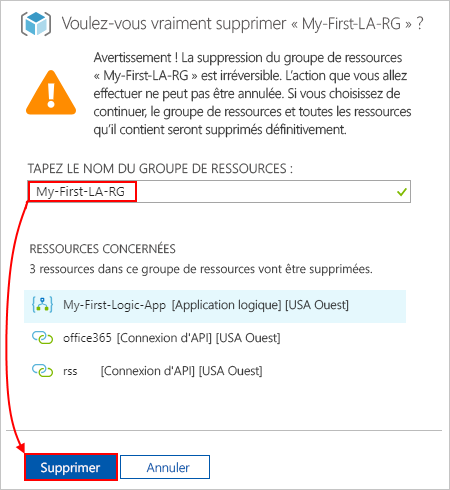 Voulez-vous vraiment supprimer « My-First-LA-RG » ?
Avertissement ! La suppression du groupe de ressources
« My-First-LA-RG » est irréversible. L'action que vous allez
effectuer ne peut pas être annulée. Si vous choisissez de
continuer, le groupe de ressources et toutes les ressources
qu'il contient seront supprimés définitivement.
TAPEZ LE NOM DU GROUPE DE RESSOURCES :
My-First-LA-RG
RESSOURCES CONCERNÉES
3 ressources dans ce groupe de ressources vont être supprimées.
My-First-Logic-App [Application logique] [USA Ouest]
office365 [Connexion d'API] [USA Ouest]
rss [Connexion d'API] [USA Ouest]
Supprimer Annuler